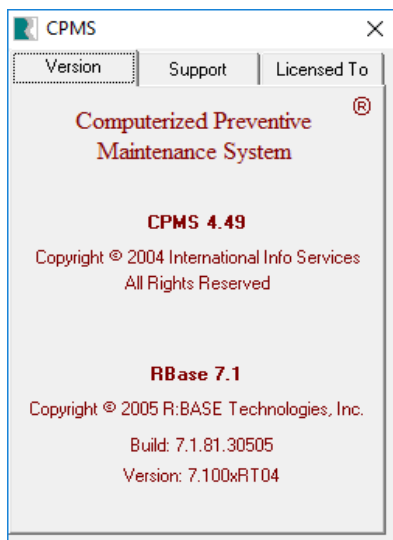 CPMS
Version Support Licensed To
®
Computerized Preventive
Maintenance System
CPMS 4.49
Copyright © 2004 International Info Services
All Rights Reserved
RBase 7.1
Copyright © 2005 R:BASE Technologies, Inc.
Build: 7.1.81.30505
Version: 7.100xRT04